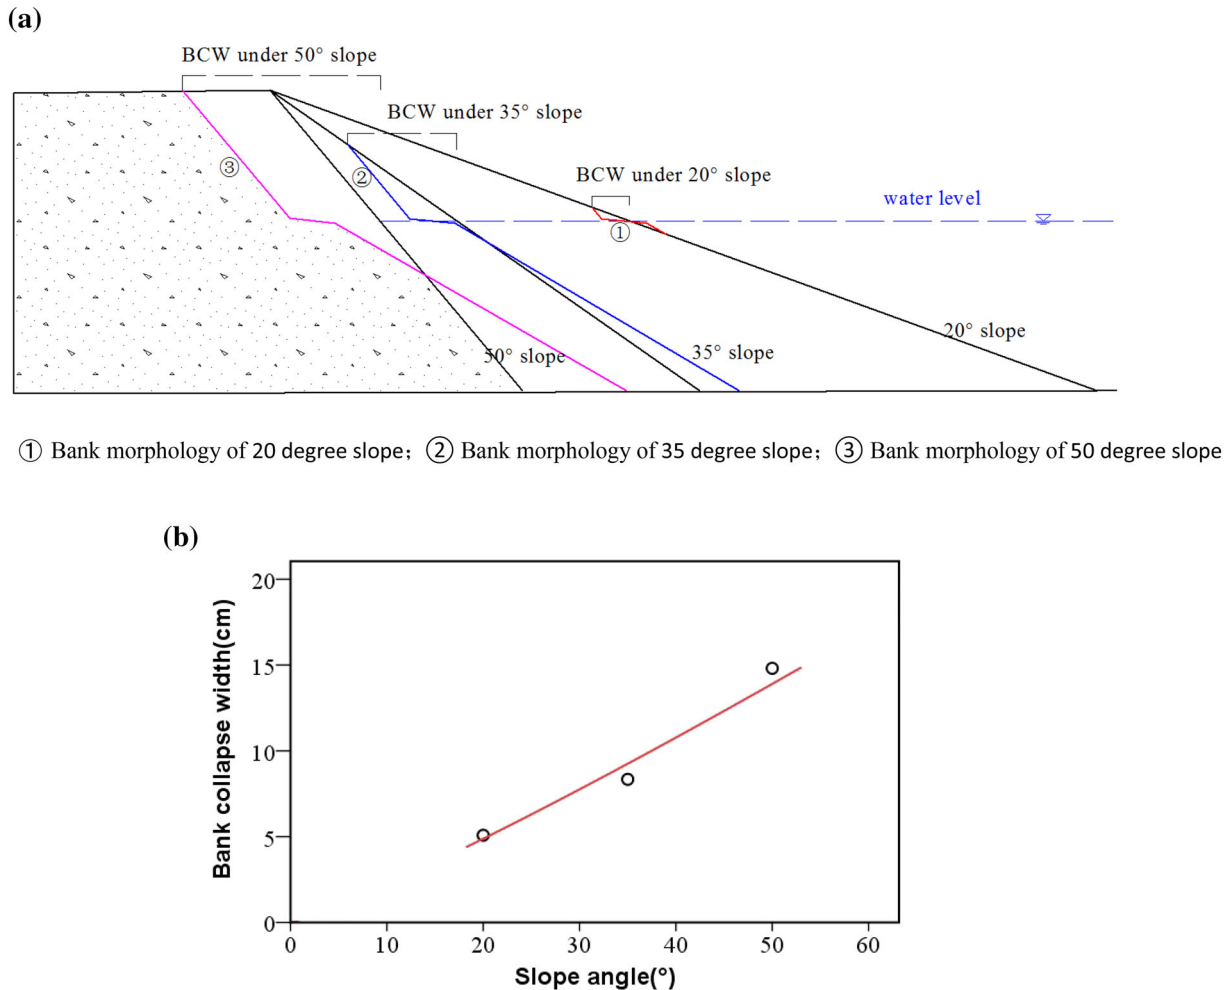 (a)
BCW under 50° slope
BCW under 35° slope
BCW under 20° slope
water level
③
②
①
20° slope
35° slope
50° slope
① Bank morphology of 20 degree slope; ② Bank morphology of 35 degree slope; ③ Bank morphology of 50 degree slope
(b)
Bank collapse width(cm)
20
15
10
5
0
0 10 20 30 40 50 60
Slope angle(°)